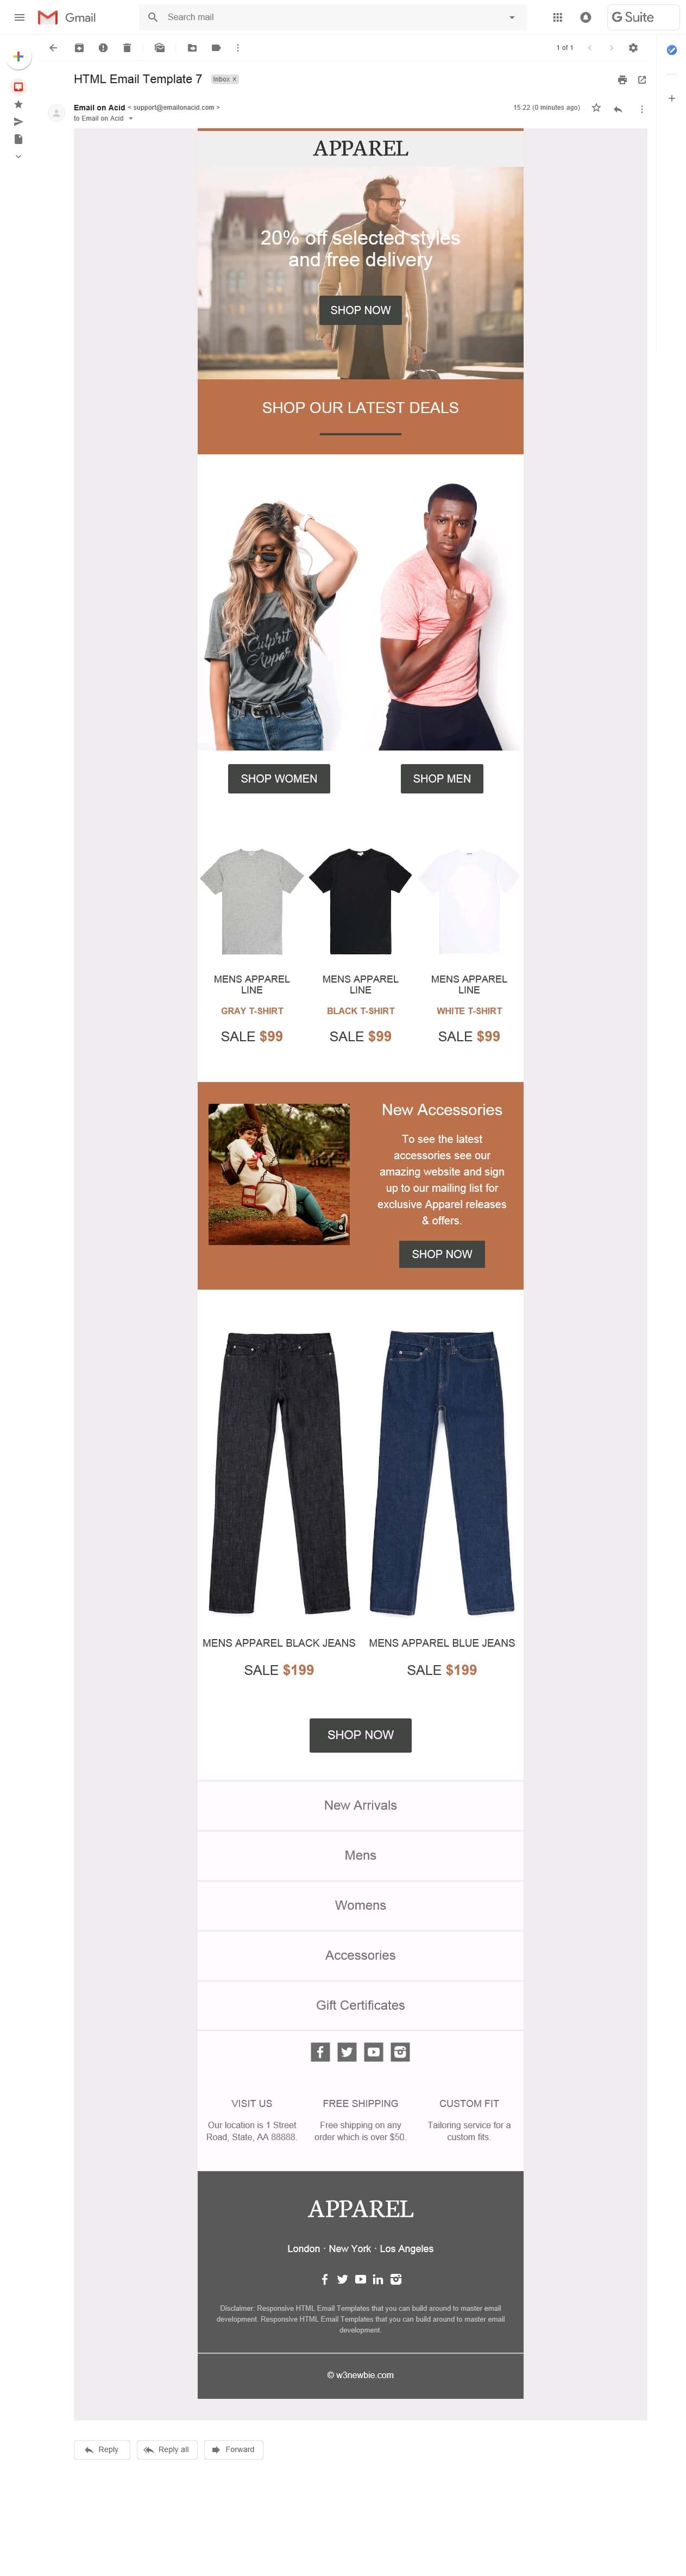 Gmail
Search mail
G Suite
1 of 1
HTML Email Template 7
Inbox x
Email on Acid < support@emailonacid.com >
15:22 (0 minutes ago)
to Email on Acid
APPAREL
20% off selected styles
and free delivery
SHOP NOW
SHOP OUR LATEST DEALS
Culprit
Appar
SHOP WOMEN
SHOP MEN
MENS APPAREL
LINE
GRAY T-SHIRT
SALE $99
MENS APPAREL
LINE
BLACK T-SHIRT
SALE $99
MENS APPAREL
LINE
WHITE T-SHIRT
SALE $99
New Accessories
To see the latest
accessories see our
amazing website and sign
up to our mailing list for
exclusive Apparel releases
& offers.
SHOP NOW
MENS APPAREL BLACK JEANS
SALE $199
MENS APPAREL BLUE JEANS
SALE $199
SHOP NOW
New Arrivals
Mens
Womens
Accessories
Gift Certificates
VISIT US
Our location is 1 Street
Road, State, AA 88888.
FREE SHIPPING
Free shipping on any
order which is over $50.
CUSTOM FIT
Tailoring service for a
custom fits.
APPAREL
London · New York · Los Angeles
Disclaimer: Responsive HTML Email Templates that you can build around to master email
development. Responsive HTML Email Templates that you can build around to master email
development.
© w3newbie.com
Reply
Reply all
Forward